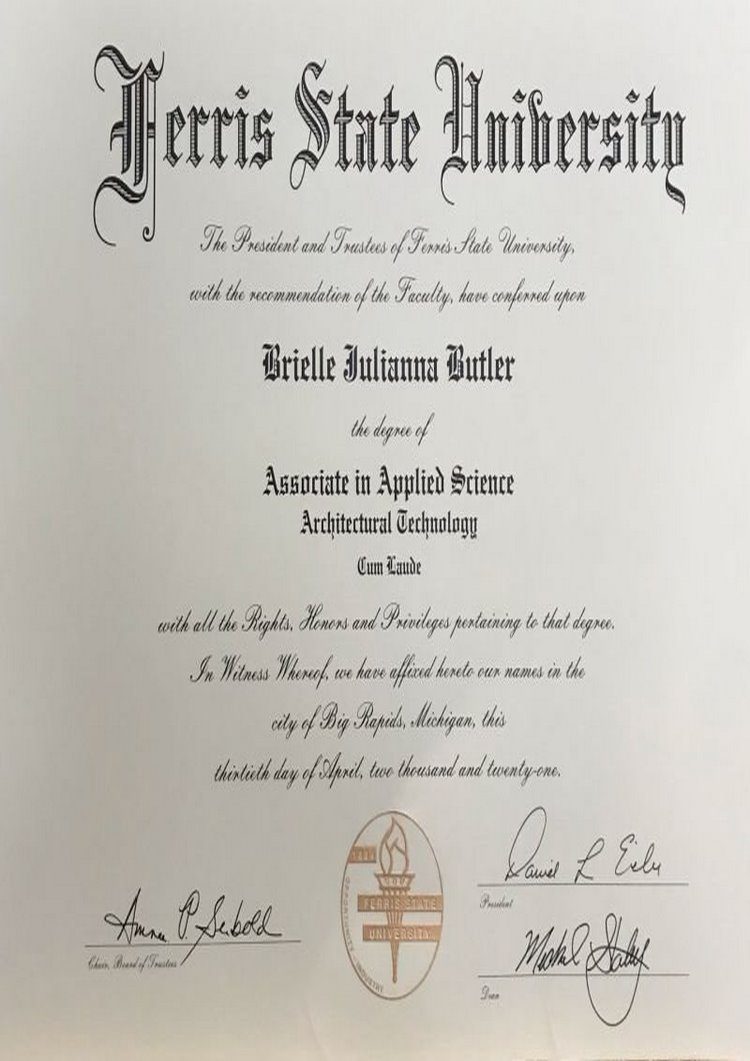 Ferris State University
The President and Trustees of Ferris State University,
with the recommendation of the Faculty, have conferred upon
Brielle Julianna Butler
the degree of
Associate in Applied Science
Architectural Technology
Cum Laude
with all the Rights, Honors and Privileges pertaining to that degree.
In Witness Whereof, we have affixed hereto our names in the
city of Big Rapids, Michigan, this
thirtieth day of April, two thousand and twenty-one.
David L Eisler
President
P. Seibold
Chair, Board of Trustees
FERRIS STATE
UNIVERSITY
Dean